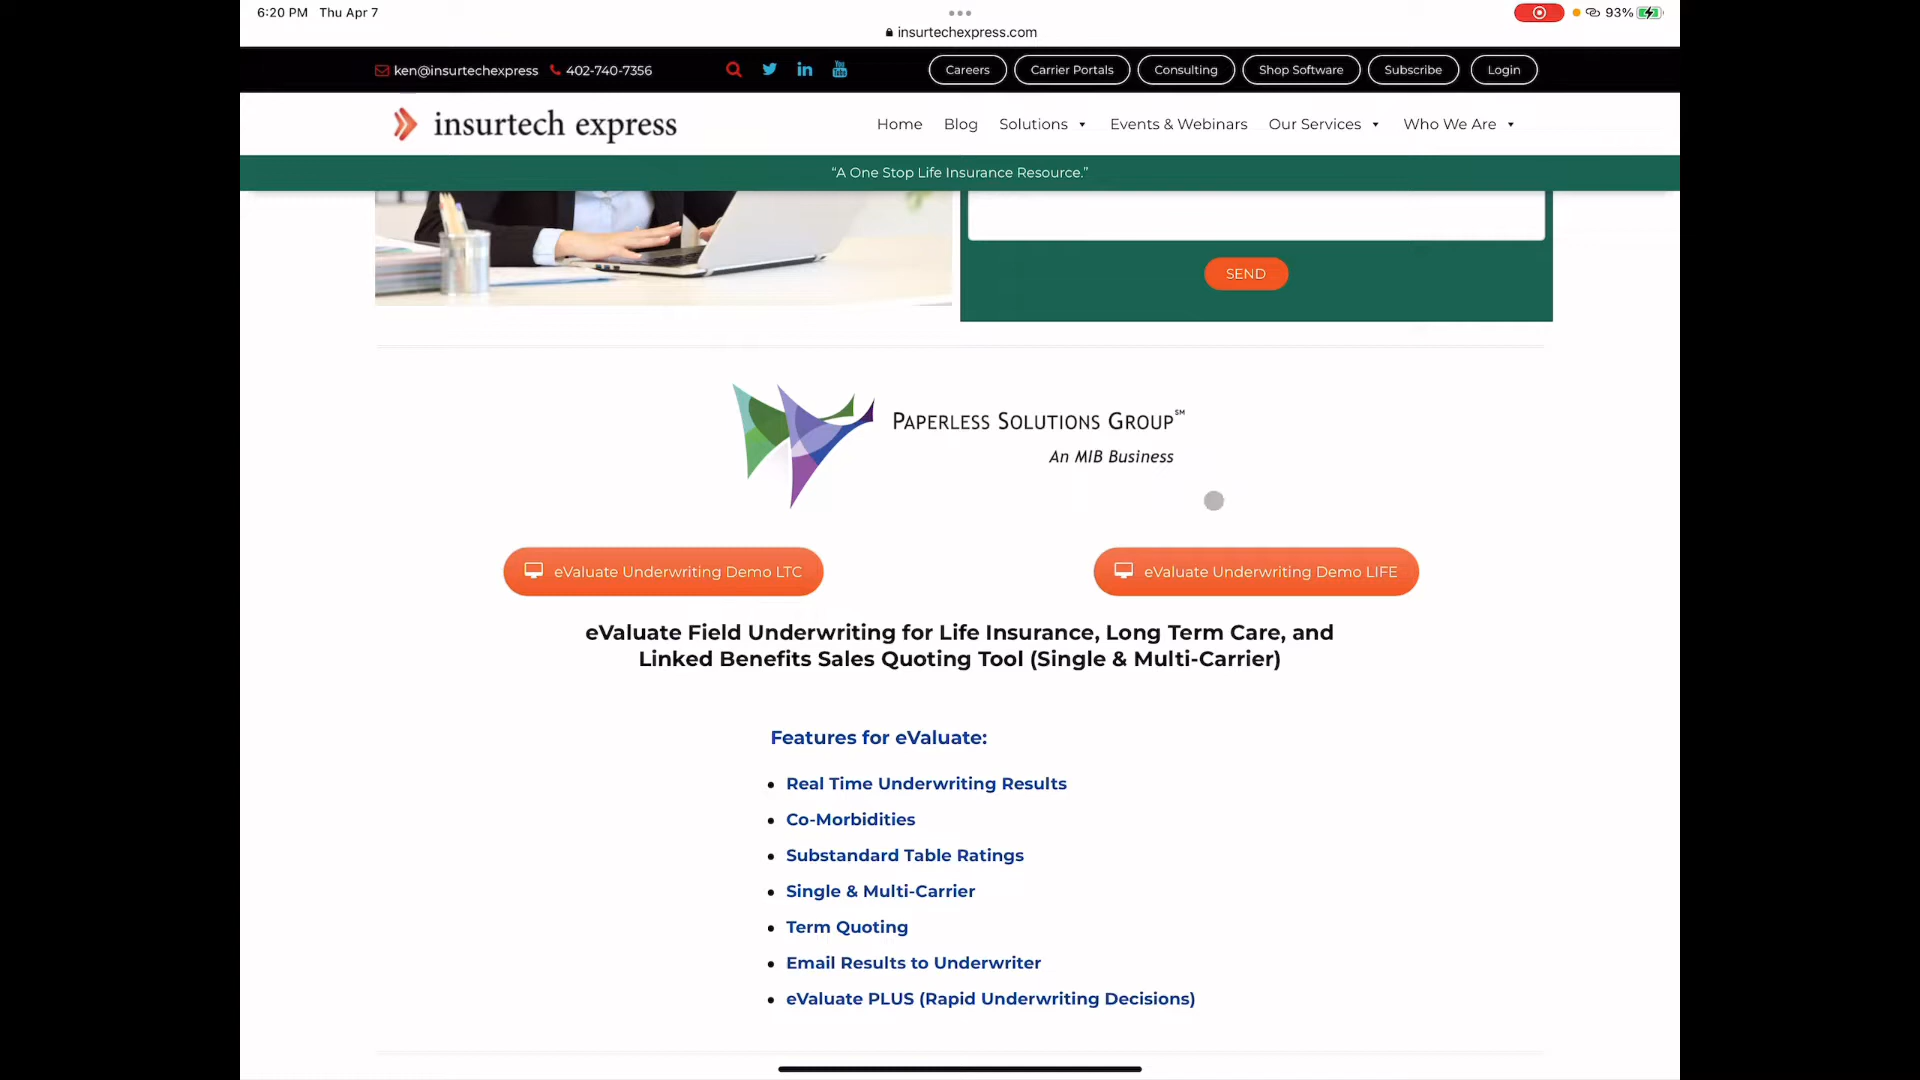 6:20 PM Thu Apr 7
93%
insurtechexpress.com
ken@insurtechexpress 402-740-7356 Careers Carrier Portals Consulting Shop Software Subscribe Login
insurtech express
Home Blog Solutions Events & Webinars Our Services Who We Are
“A One Stop Life Insurance Resource.”
SEND
PAPERLESS SOLUTIONS GROUP℠
An MIB Business
eValuate Underwriting Demo LTC
eValuate Underwriting Demo LIFE
eValuate Field Underwriting for Life Insurance, Long Term Care, and
Linked Benefits Sales Quoting Tool (Single & Multi-Carrier)
Features for eValuate:
Real Time Underwriting Results
Co-Morbidities
Substandard Table Ratings
Single & Multi-Carrier
Term Quoting
Email Results to Underwriter
eValuate PLUS (Rapid Underwriting Decisions)